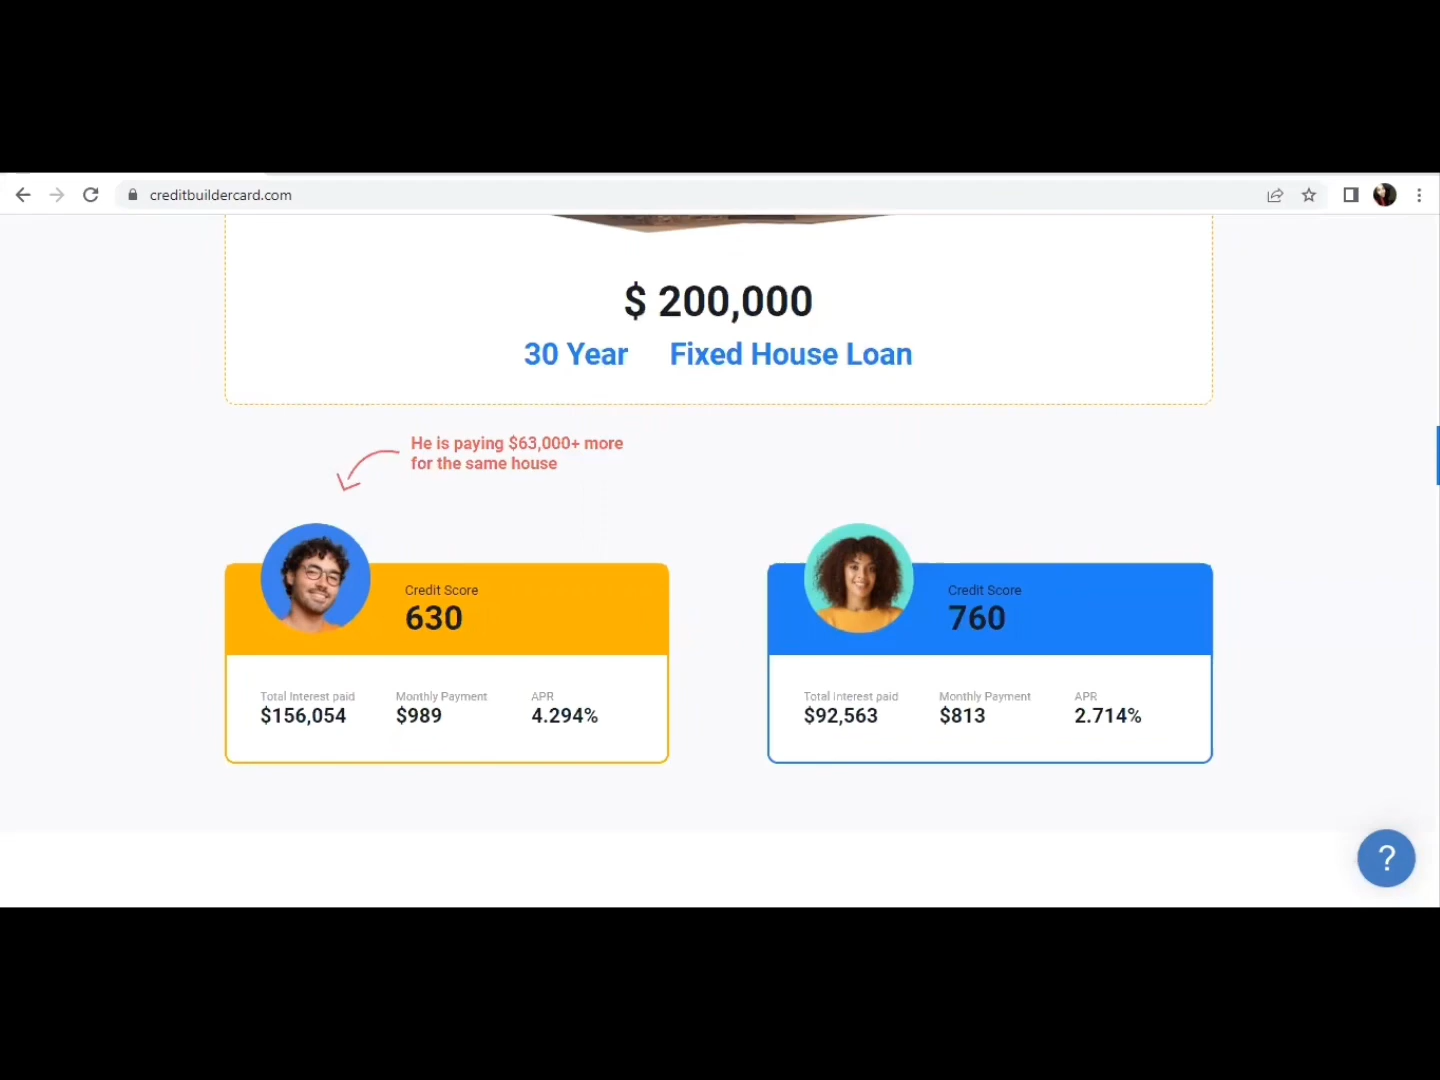 creditbuildercard.com
$ 200,000
30 Year Fixed House Loan
He is paying $63,000+ more
for the same house
Credit Score
630
Total Interest paid Monthly Payment APR
$156,054 $989 4.294%
Credit Score
760
Total Interest paid Monthly Payment APR
$92,563 $813 2.714%
?